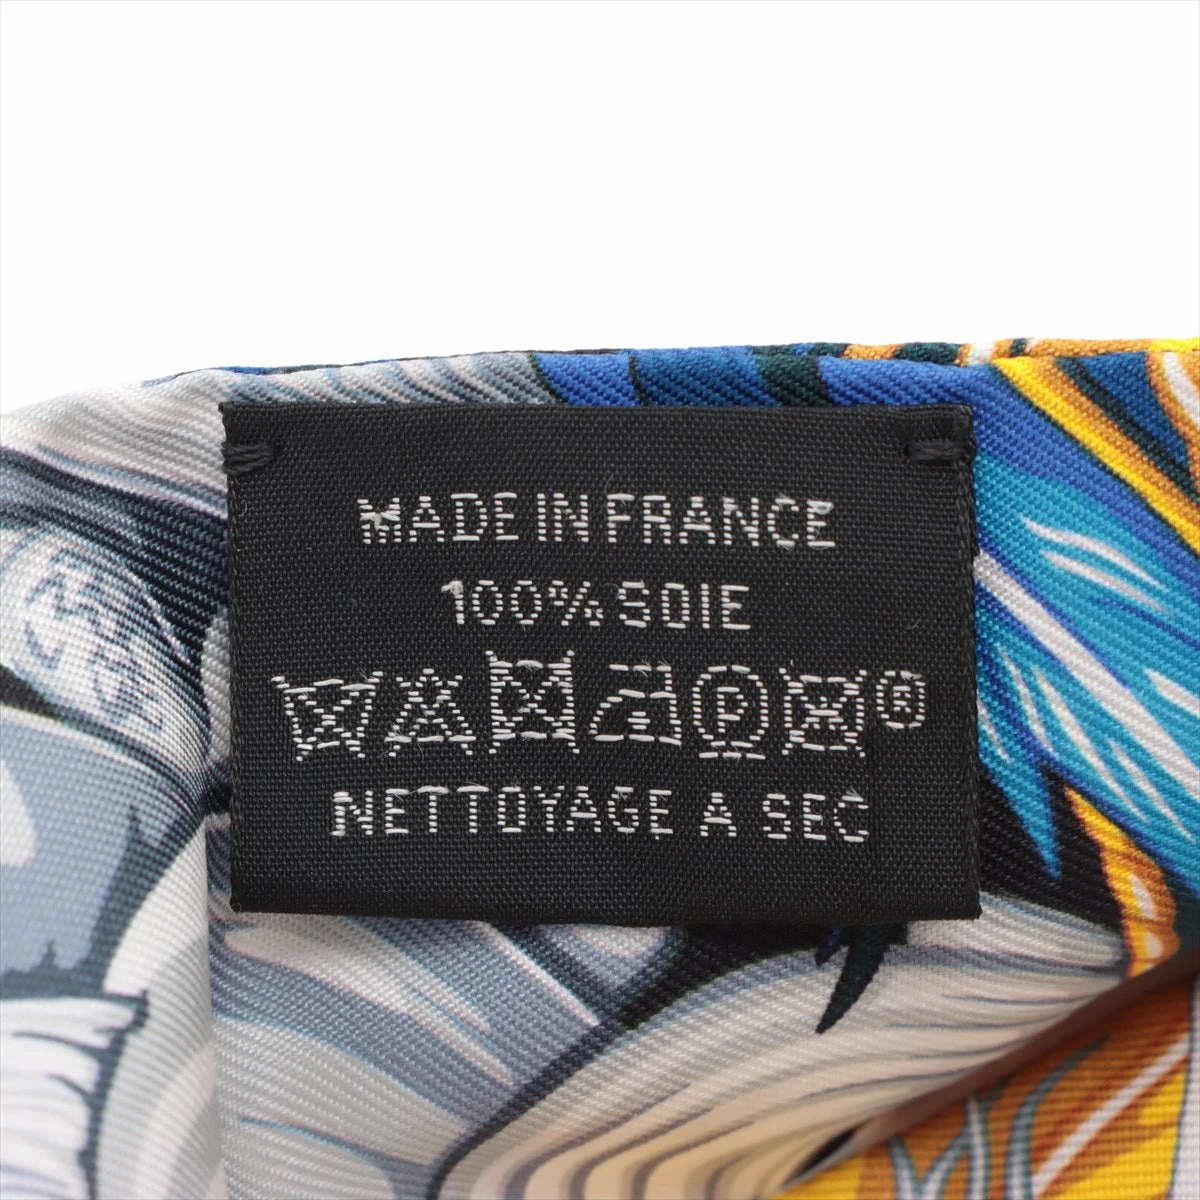 MADE IN FRANCE
100% SOIE
P ®
NETTOYAGE A SEC